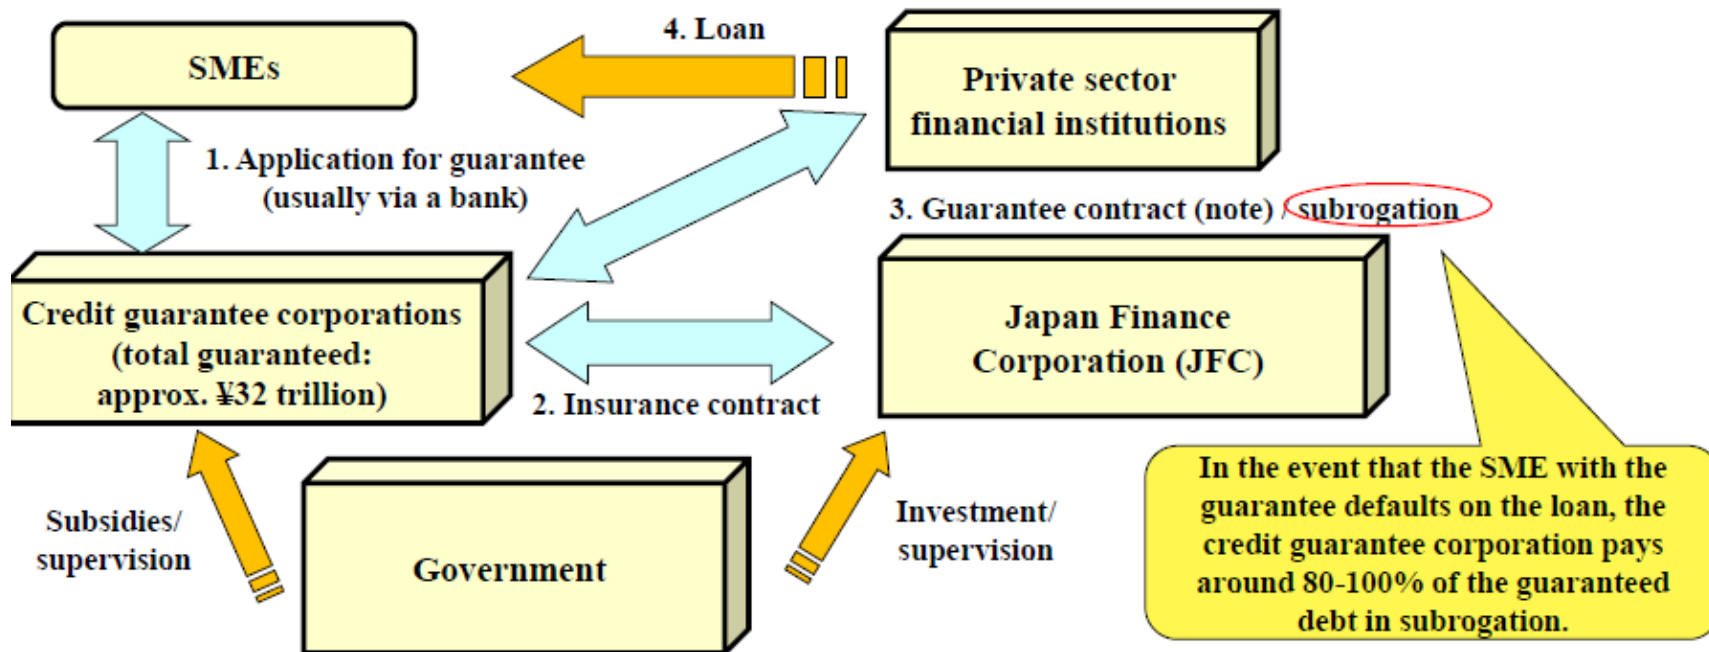 4. Loan
SMEs
Private sector
financial institutions
1. Application for guarantee
(usually via a bank)
3. Guarantee contract (note) / subrogation
Credit guarantee corporations
(total guaranteed:
approx. ¥32 trillion)
Japan Finance
Corporation (JFC)
2. Insurance contract
Subsidies/
supervision
Government
Investment/
supervision
In the event that the SME with the
guarantee defaults on the loan, the
credit guarantee corporation pays
around 80-100% of the guaranteed
debt in subrogation.